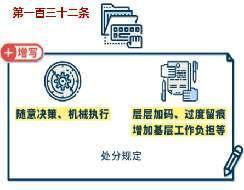 第一百三十二条
+增写
随意决策、机械执行
层层加码、过度留痕
增加基层工作负担等
处分规定